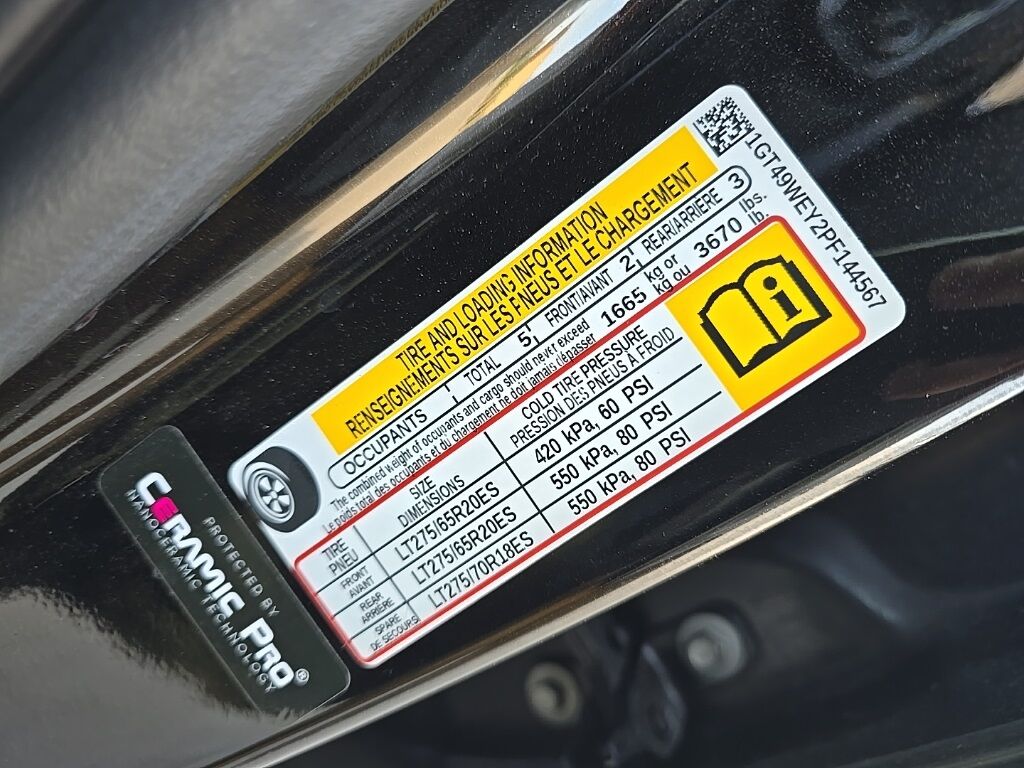 1GT49WEY2PF144567
TIRE AND LOADING INFORMATION
RENSEIGNEMENTS SUR LES PNEUS ET LE CHARGEMENT
OCCUPANTS TOTAL 5, FRONT/AVANT 2, REAR/ARRIÈRE 3
The combined weight of occupants and cargo should never exceed 1665 kg or 3670 lbs.
Le poids total des occupants et du chargement ne doit jamais dépasser kg ou lb.
TIRE SIZE COLD TIRE PRESSURE
PNEU DIMENSIONS PRESSION DES PNEUS A FROID
FRONT
AVANT LT275/65R20ES 420 kPa, 60 PSI
REAR
ARRIÈRE LT275/65R20ES 550 kPa, 80 PSI
SPARE
DE SECOURS LT275/70R18ES 550 kPa, 80 PSI
PROTECTED BY
CERAMIC PRO®
NANOCERAMIC TECHNOLOGY